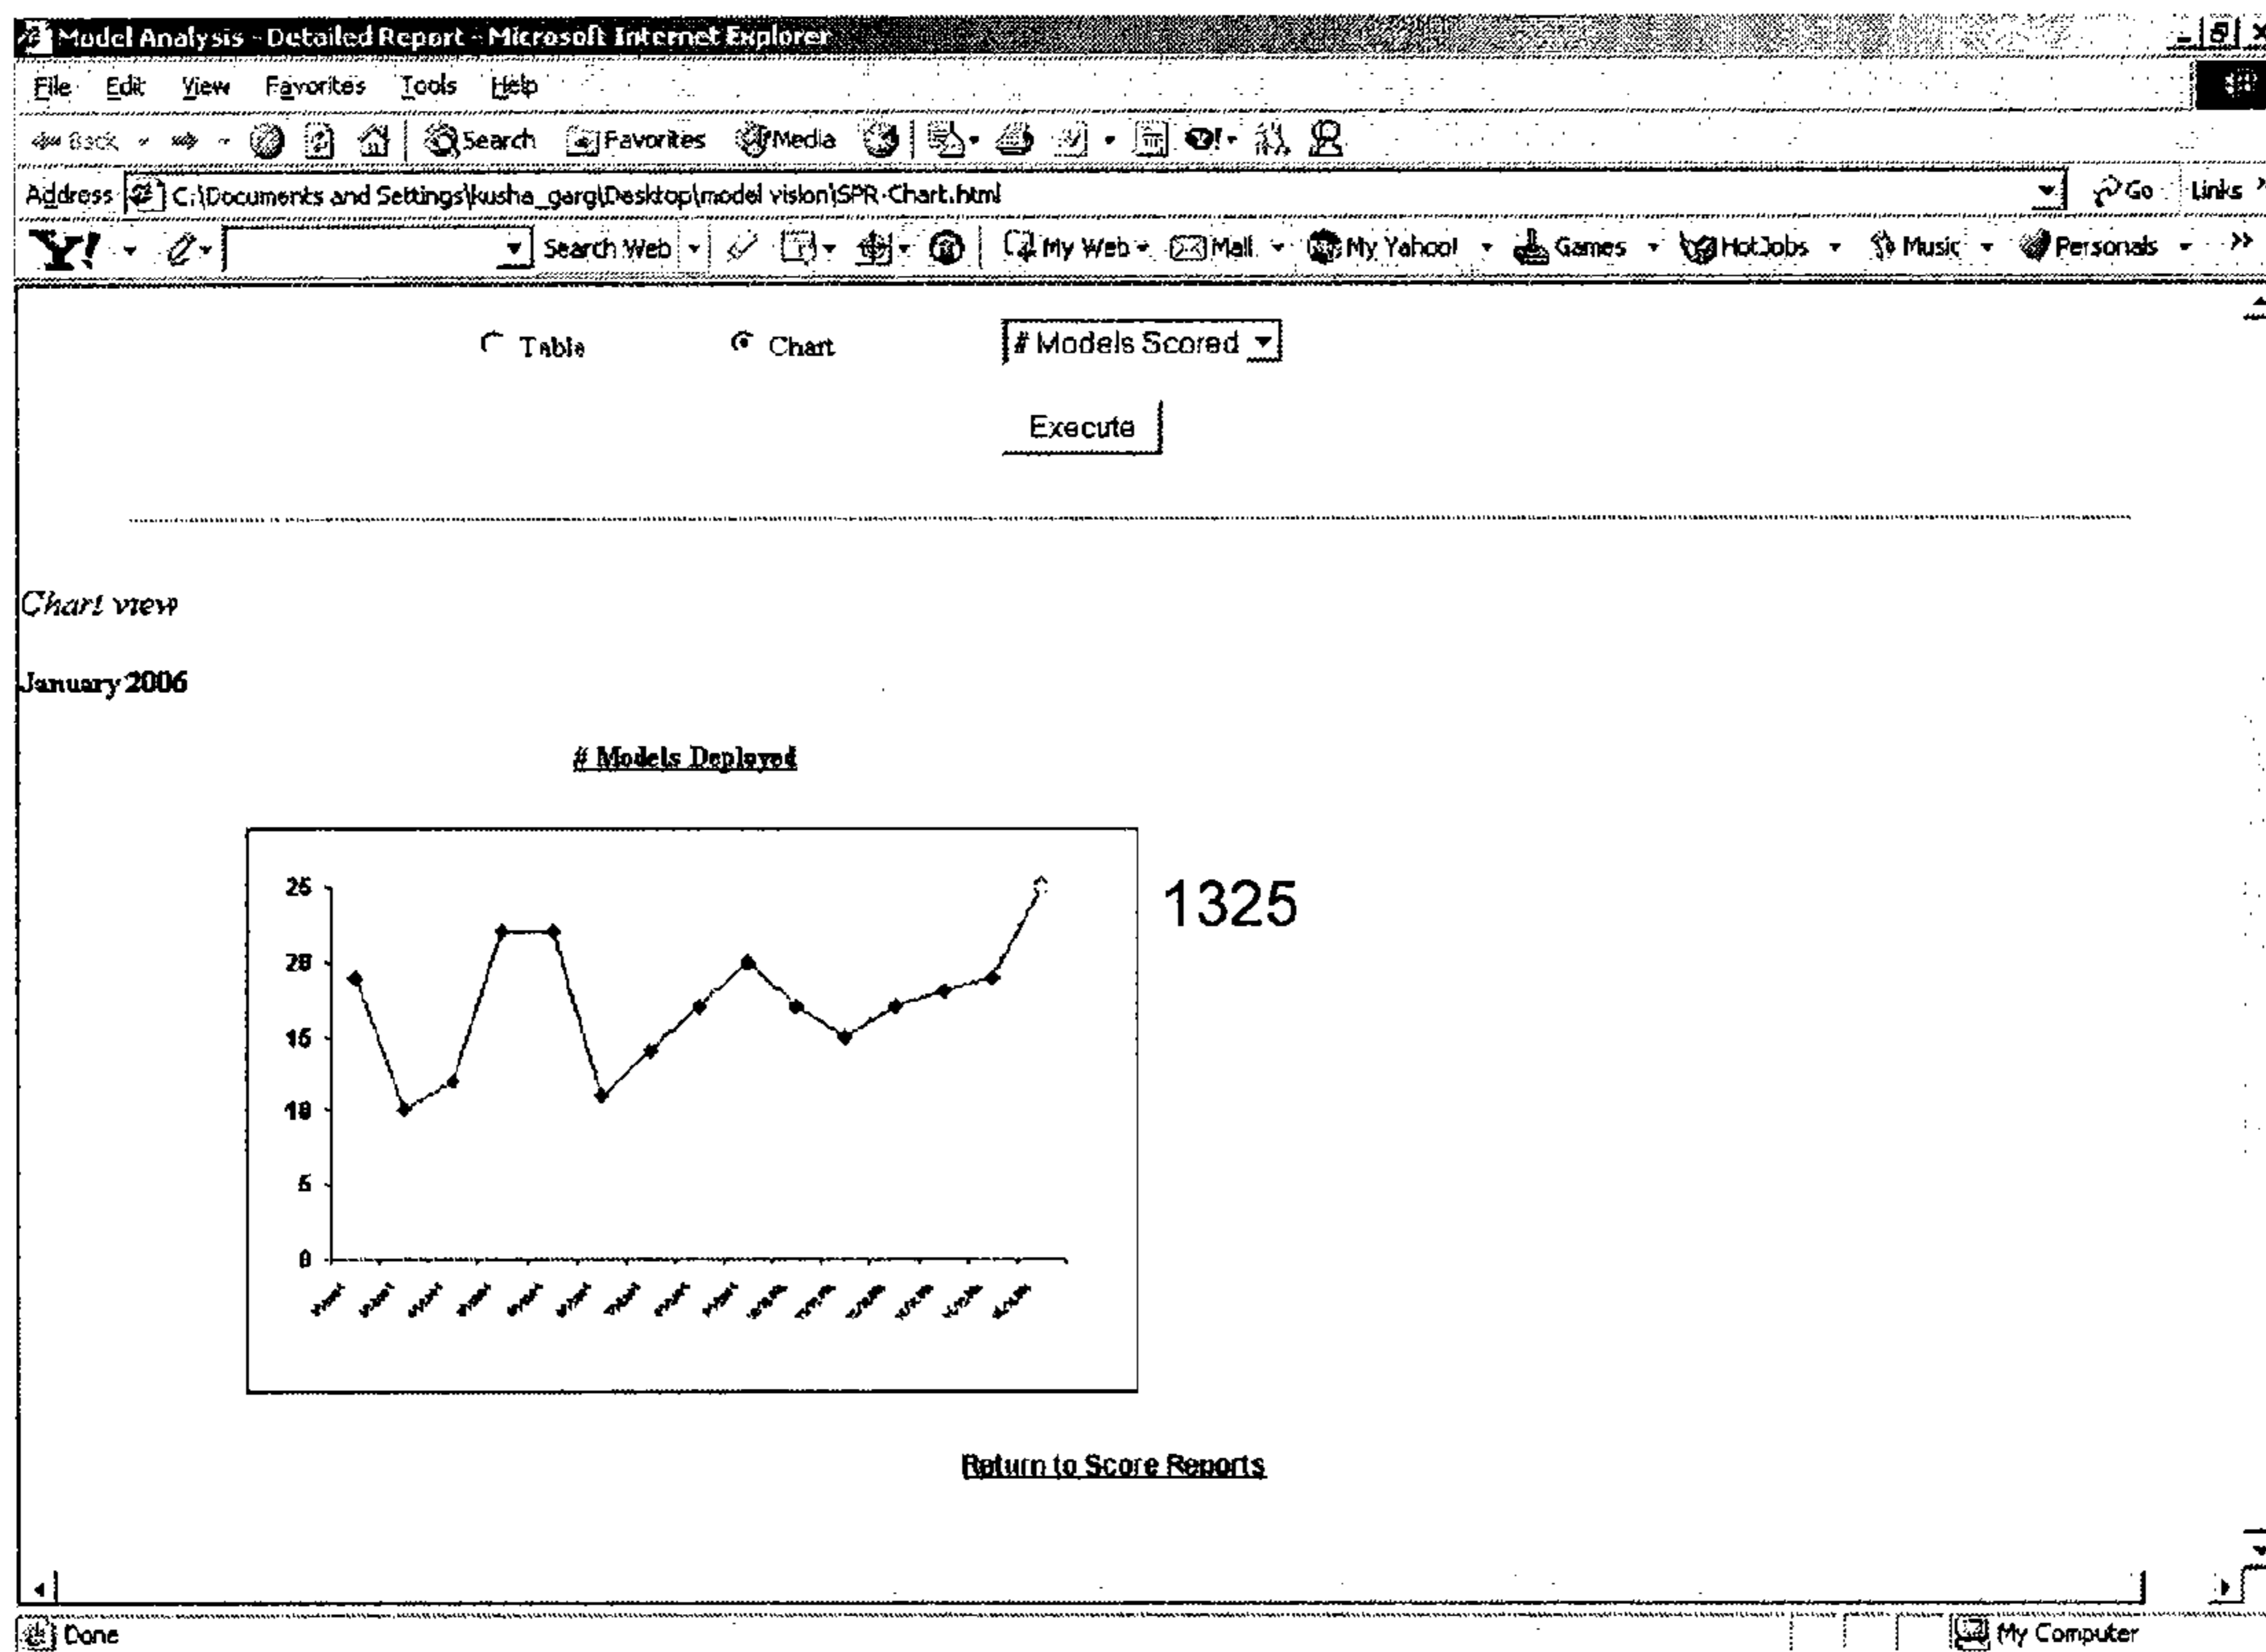 Model Analysis - Detailed Report - Microsoft Internet Explorer
File Edit View Favorites Tools Help
Back Search Favorites Media
Address C:\Documents and Settings\kusha_garg\Desktop\model vision\SPR-Chart.html Go Links »
Y! Search Web My Web Mail My Yahoo! Games HotJobs Music Personals »
Table Chart # Models Scored
Execute
Chart view
January 2006
# Models Deployed
25
1325
20
15
10
5
0
Return to Score Reports
Done My Computer